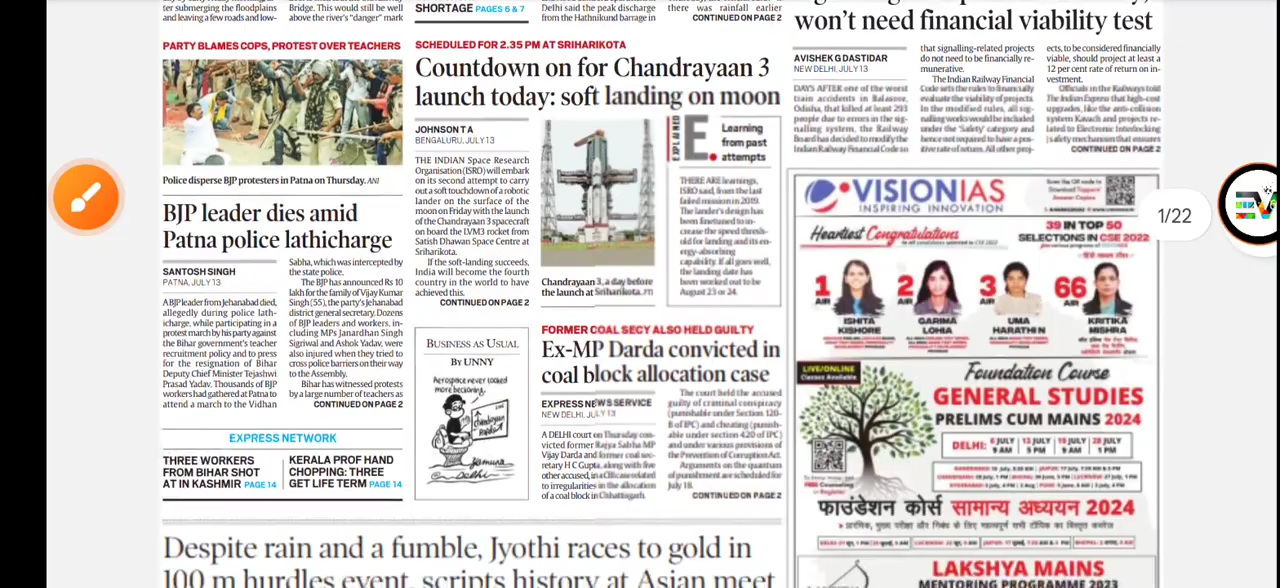 ter submerging the floodplains
and leaving a few roads and low-
Bridge. This would still be well
above the river's "danger" mark
SHORTAGE PAGES 6 & 7
Delhi said the peak discharge
from the Hathnikund barrage in
there was rainfall earlier
CONTINUED ON PAGE 2
won't need financial viability test
PARTY BLAMES COPS, PROTEST OVER TEACHERS
Police disperse BJP protesters in Patna on Thursday. ANI
BJP leader dies amid
Patna police lathicharge
SANTOSH SINGH
PATNA, JULY 13
A BJP leader from Jehanabad died,
allegedly during police lath-
icharge, while participating in a
protest march by his party against
the Bihar government's teacher
recruitment policy and to press
for the resignation of Bihar
Deputy Chief Minister Tejashwi
Prasad Yadav. Thousands of BJP
workers had gathered at Patna to
attend a march to the Vidhan
Sabha, which was intercepted by
the state police.
The BJP has announced Rs 10
lakh for the family of Vijay Kumar
Singh (55), the party's Jehanabad
district general secretary. Dozens
of BJP leaders and workers, in-
cluding MPs Janardhan Singh
Sigriwal and Ashok Yadav, were
also injured when they tried to
cross police barriers on their way
to the Assembly.
Bihar has witnessed protests
by a large number of teachers as
CONTINUED ON PAGE 2
EXPRESS NETWORK
THREE WORKERS
FROM BIHAR SHOT
AT IN KASHMIR PAGE 14
KERALA PROF HAND
CHOPPING: THREE
GET LIFE TERM PAGE 14
SCHEDULED FOR 2.35 PM AT SRIHARIKOTA
Countdown on for Chandrayaan 3
launch today: soft landing on moon
JOHNSON T A
BENGALURU, JULY 13
THE INDIAN Space Research
Organisation (ISRO) will embark
on its second attempt to carry
out a soft touchdown of a robotic
lander on the surface of the
moon on Friday with the launch
of the Chandrayaan 3 spacecraft
on board the LVM3 rocket from
Satish Dhawan Space Centre at
Sriharikota.
If the soft-landing succeeds,
India will become the fourth
country in the world to have
achieved this.
CONTINUED ON PAGE 2
Chandrayaan 3, a day before
the launch at Sriharikota. PTI
EXPLAINED
E.
Learning
from past
attempts
THERE ARE learnings,
ISRO said, from the last
failed mission in 2019.
The lander's design has
been finetuned to in-
crease the speed thresh-
old for landing and its en-
ergy-absorbing
capability. If all goes well,
the landing date has
been worked out to be
August 23 or 24.
BUSINESS AS USUAL
BY UNNY
Aerospace never looked
more beckoning
FORMER COAL SECY ALSO HELD GUILTY
Ex-MP Darda convicted in
coal block allocation case
EXPRESS NEWS SERVICE
NEW DELHI, JULY 13
A DELHI court on Thursday con-
victed former Rajya Sabha MP
Vijay Darda and former coal sec-
retary H C Gupta, along with five
other accused, in a CBI case related
to irregularities in the allocation
of a coal block in Chhattisgarh.
The court held the accused
guilty of criminal conspiracy
(punishable under Section 120-
B of IPC) and cheating (punish-
able under section 420 of IPC)
and under various provisions of
the Prevention of Corruption Act.
Arguments on the quantum
of punishment are scheduled for
July 18.
CONTINUED ON PAGE 2
AVISHEK G DASTIDAR
NEW DELHI, JULY 13
DAYS AFTER one of the worst
train accidents in Balasore,
Odisha, that killed at least 293
people due to errors in the sig-
nalling system, the Railway
Board has decided to modify the
Indian Railway Financial Code so
that signalling-related projects
do not need to be financially re-
munerative.
The Indian Railway Financial
Code sets the rules to financially
evaluate the viability of projects.
In the modified rules, all sig-
nalling works would be included
under the 'Safety' category and
hence not required to have a pos-
itive rate of return. All other proj-
ects, to be considered financially
viable, should project at least a
12 per cent rate of return on in-
vestment.
Officials in the Railways told
The Indian Express that high-cost
upgrades, like the anti-collision
system Kavach and projects re-
lated to Electronic Interlocking
(safety mechanism that ensures
CONTINUED ON PAGE 2
VISIONIAS
INSPIRING INNOVATION
Heartiest Congratulations
39 IN TOP 50
SELECTIONS IN CSE 2022
1 AIR
ISHITA
KISHORE
2 AIR
GARIMA
LOHIA
3 AIR
UMA
HARATHI N
66 AIR
KRITIKA
MISHRA
LIVE/ONLINE
Classes Available
Foundation Course
GENERAL STUDIES
PRELIMS CUM MAINS 2024
DELHI: 5 JULY 9 AM | 13 JULY 1 PM | 19 JULY 9 AM | 28 JULY 1 PM
फाउंडेशन कोर्स सामान्य अध्ययन 2024
LAKSHYA MAINS
MENTORING PROGRAMME 2023
1/22
Despite rain and a fumble, Jyothi races to gold in
100 m hurdles event, scripts history at Asian meet